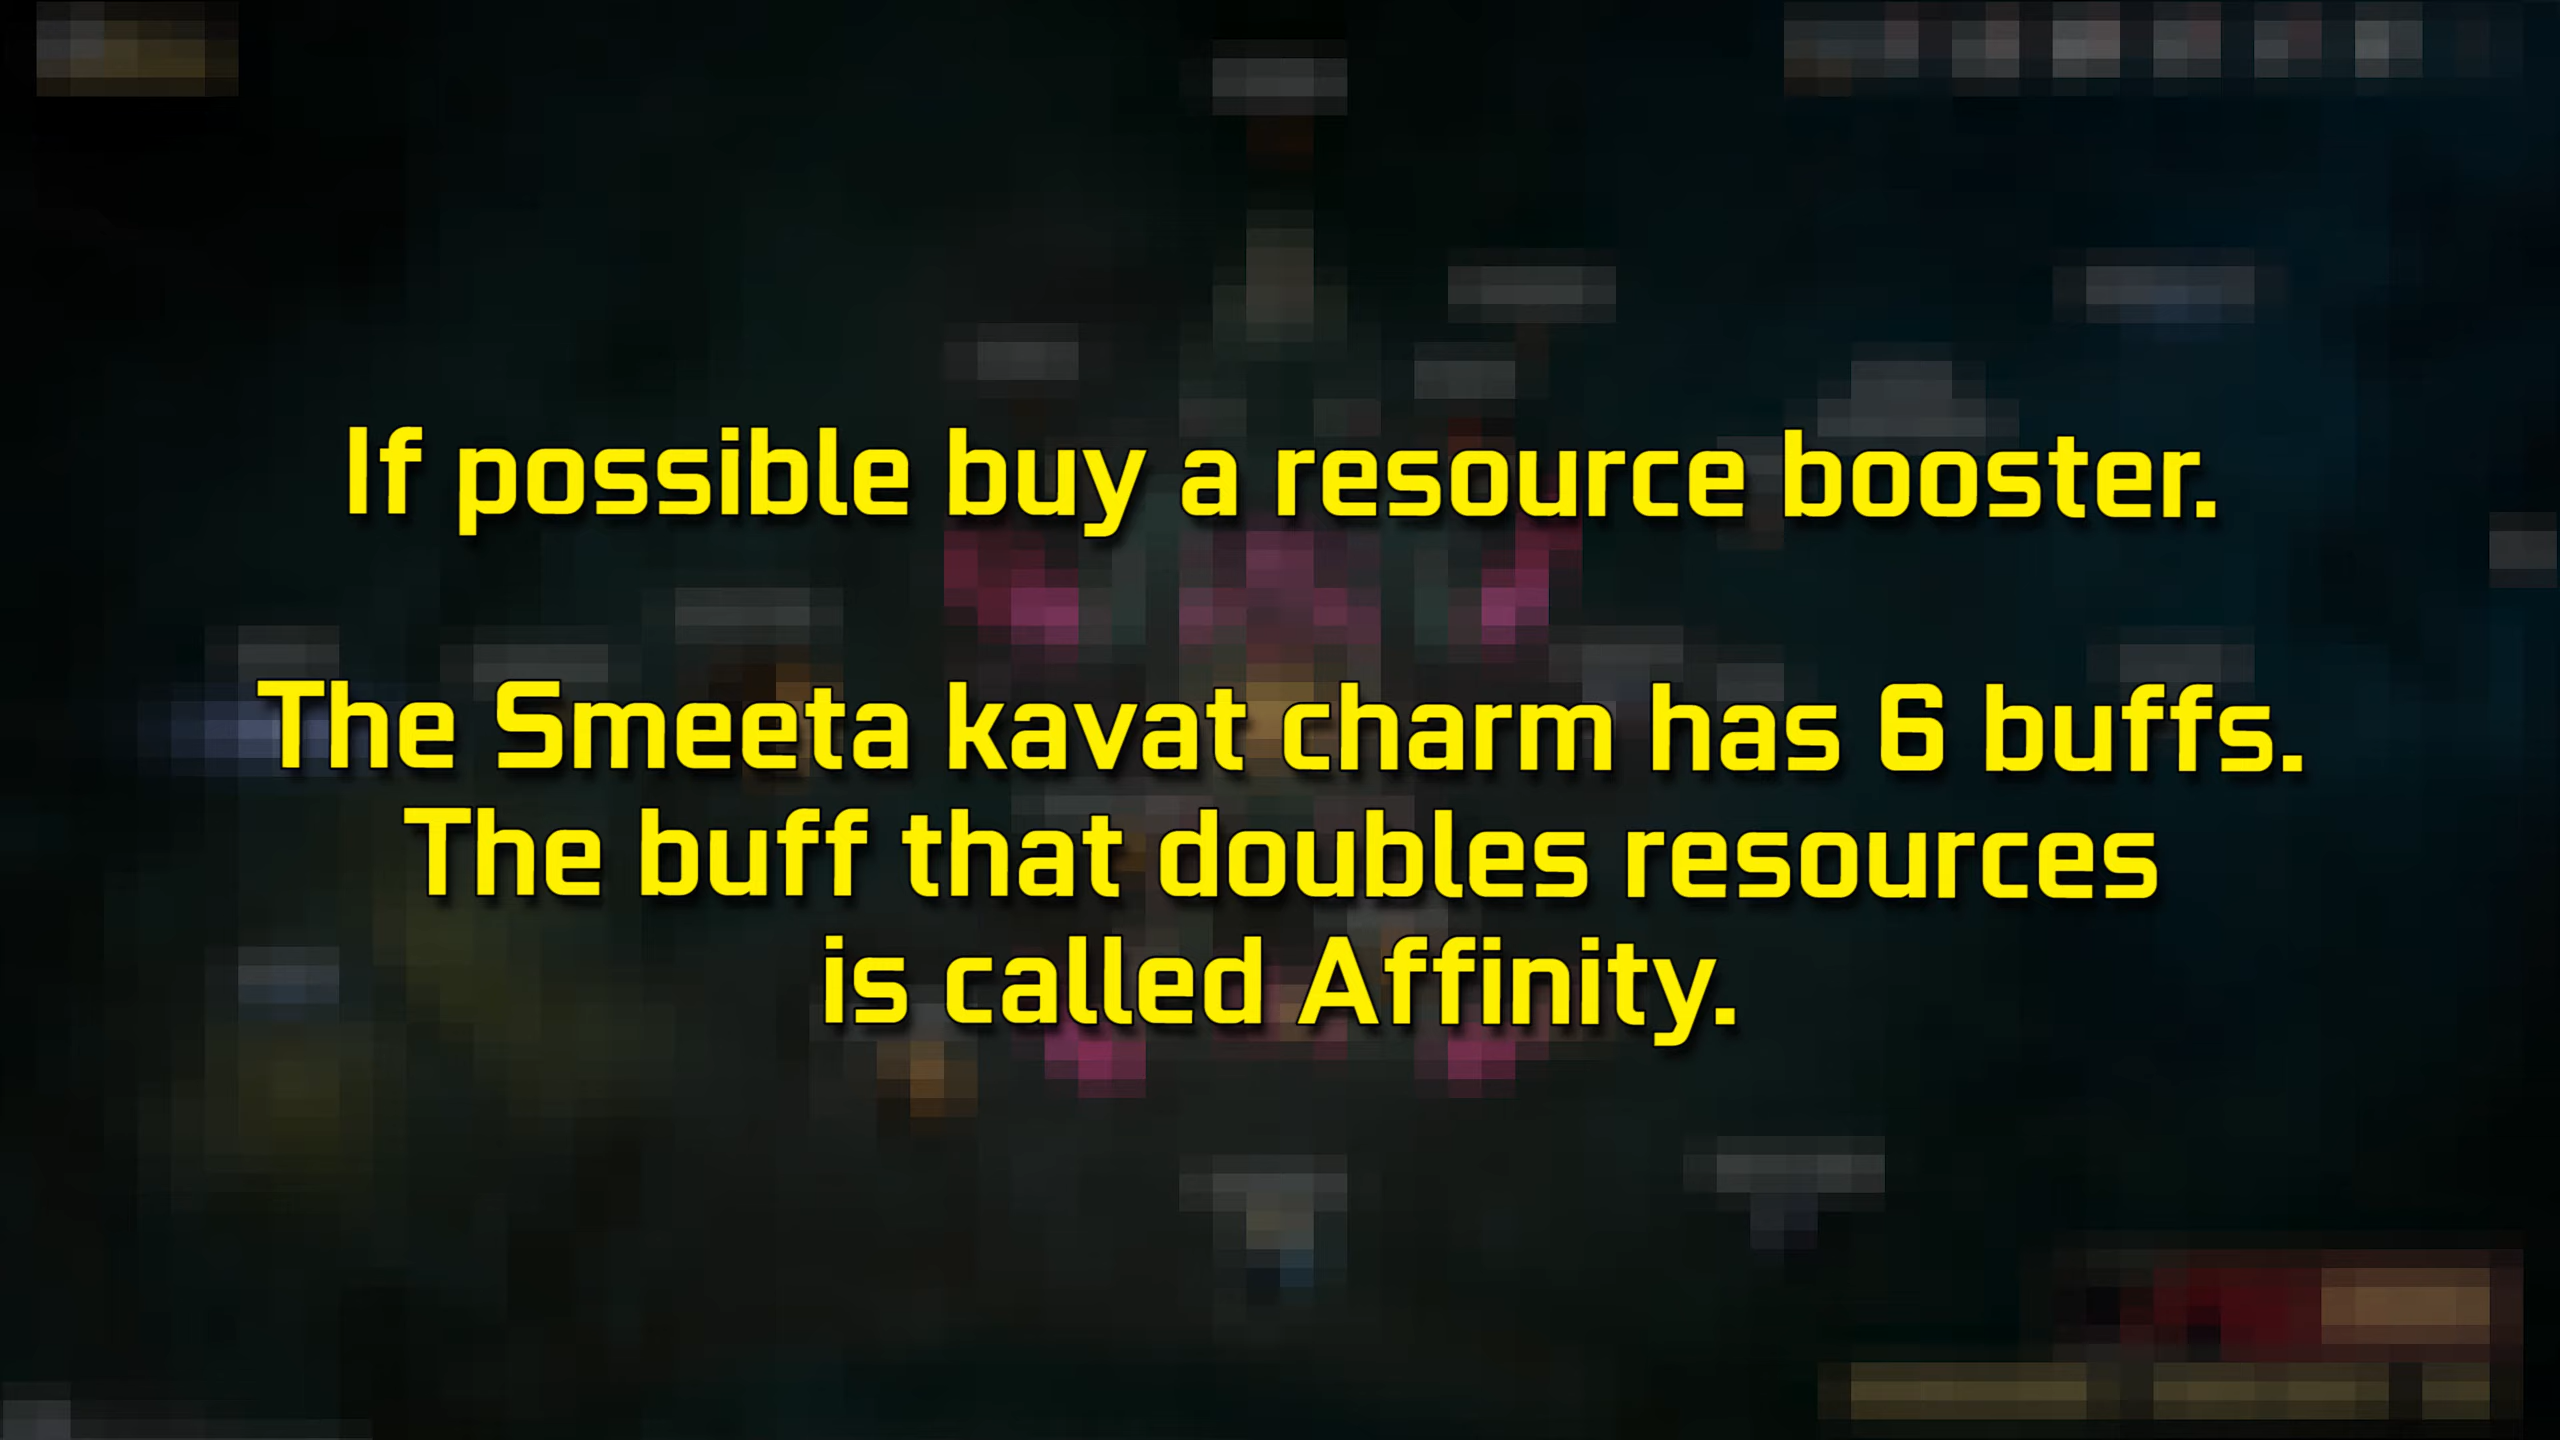 If possible buy a resource booster.
The Smeeta kavat charm has 6 buffs.
The buff that doubles resources
is called Affinity.